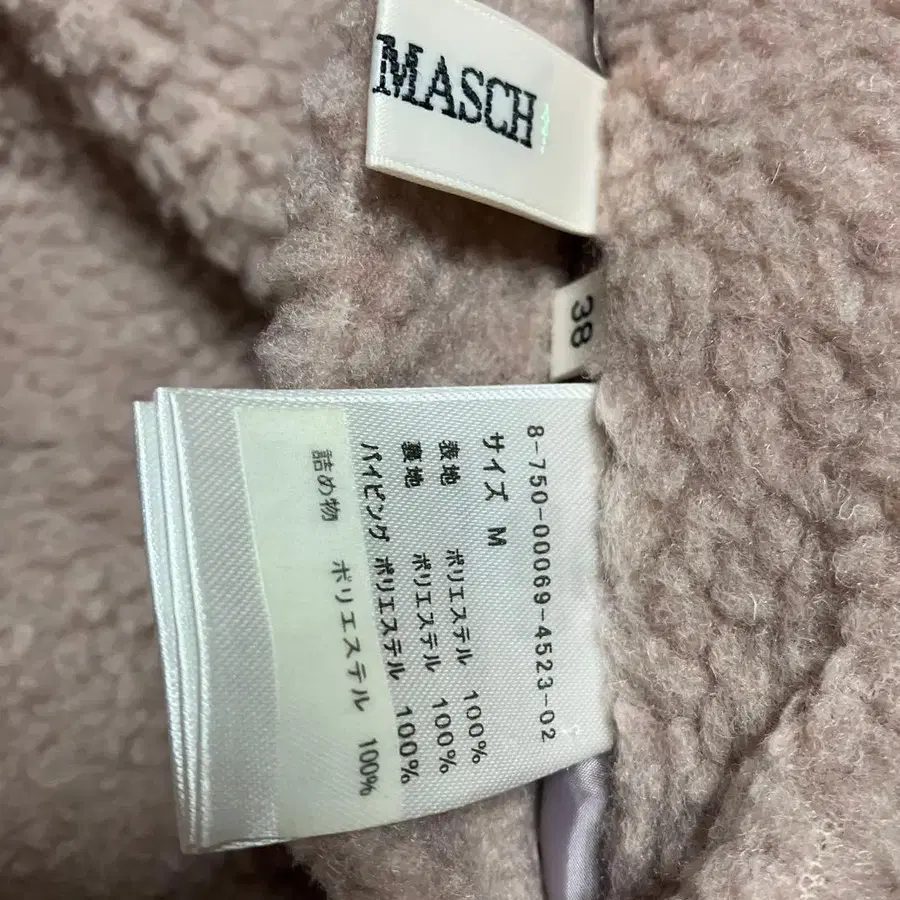 MASCH
38
8-750-00069-4523-02
サイズ M
表地 ポリエステル 100%
裏地 ポリエステル 100%
パイピング ポリエステル 100%
詰め物 ポリエステル 100%